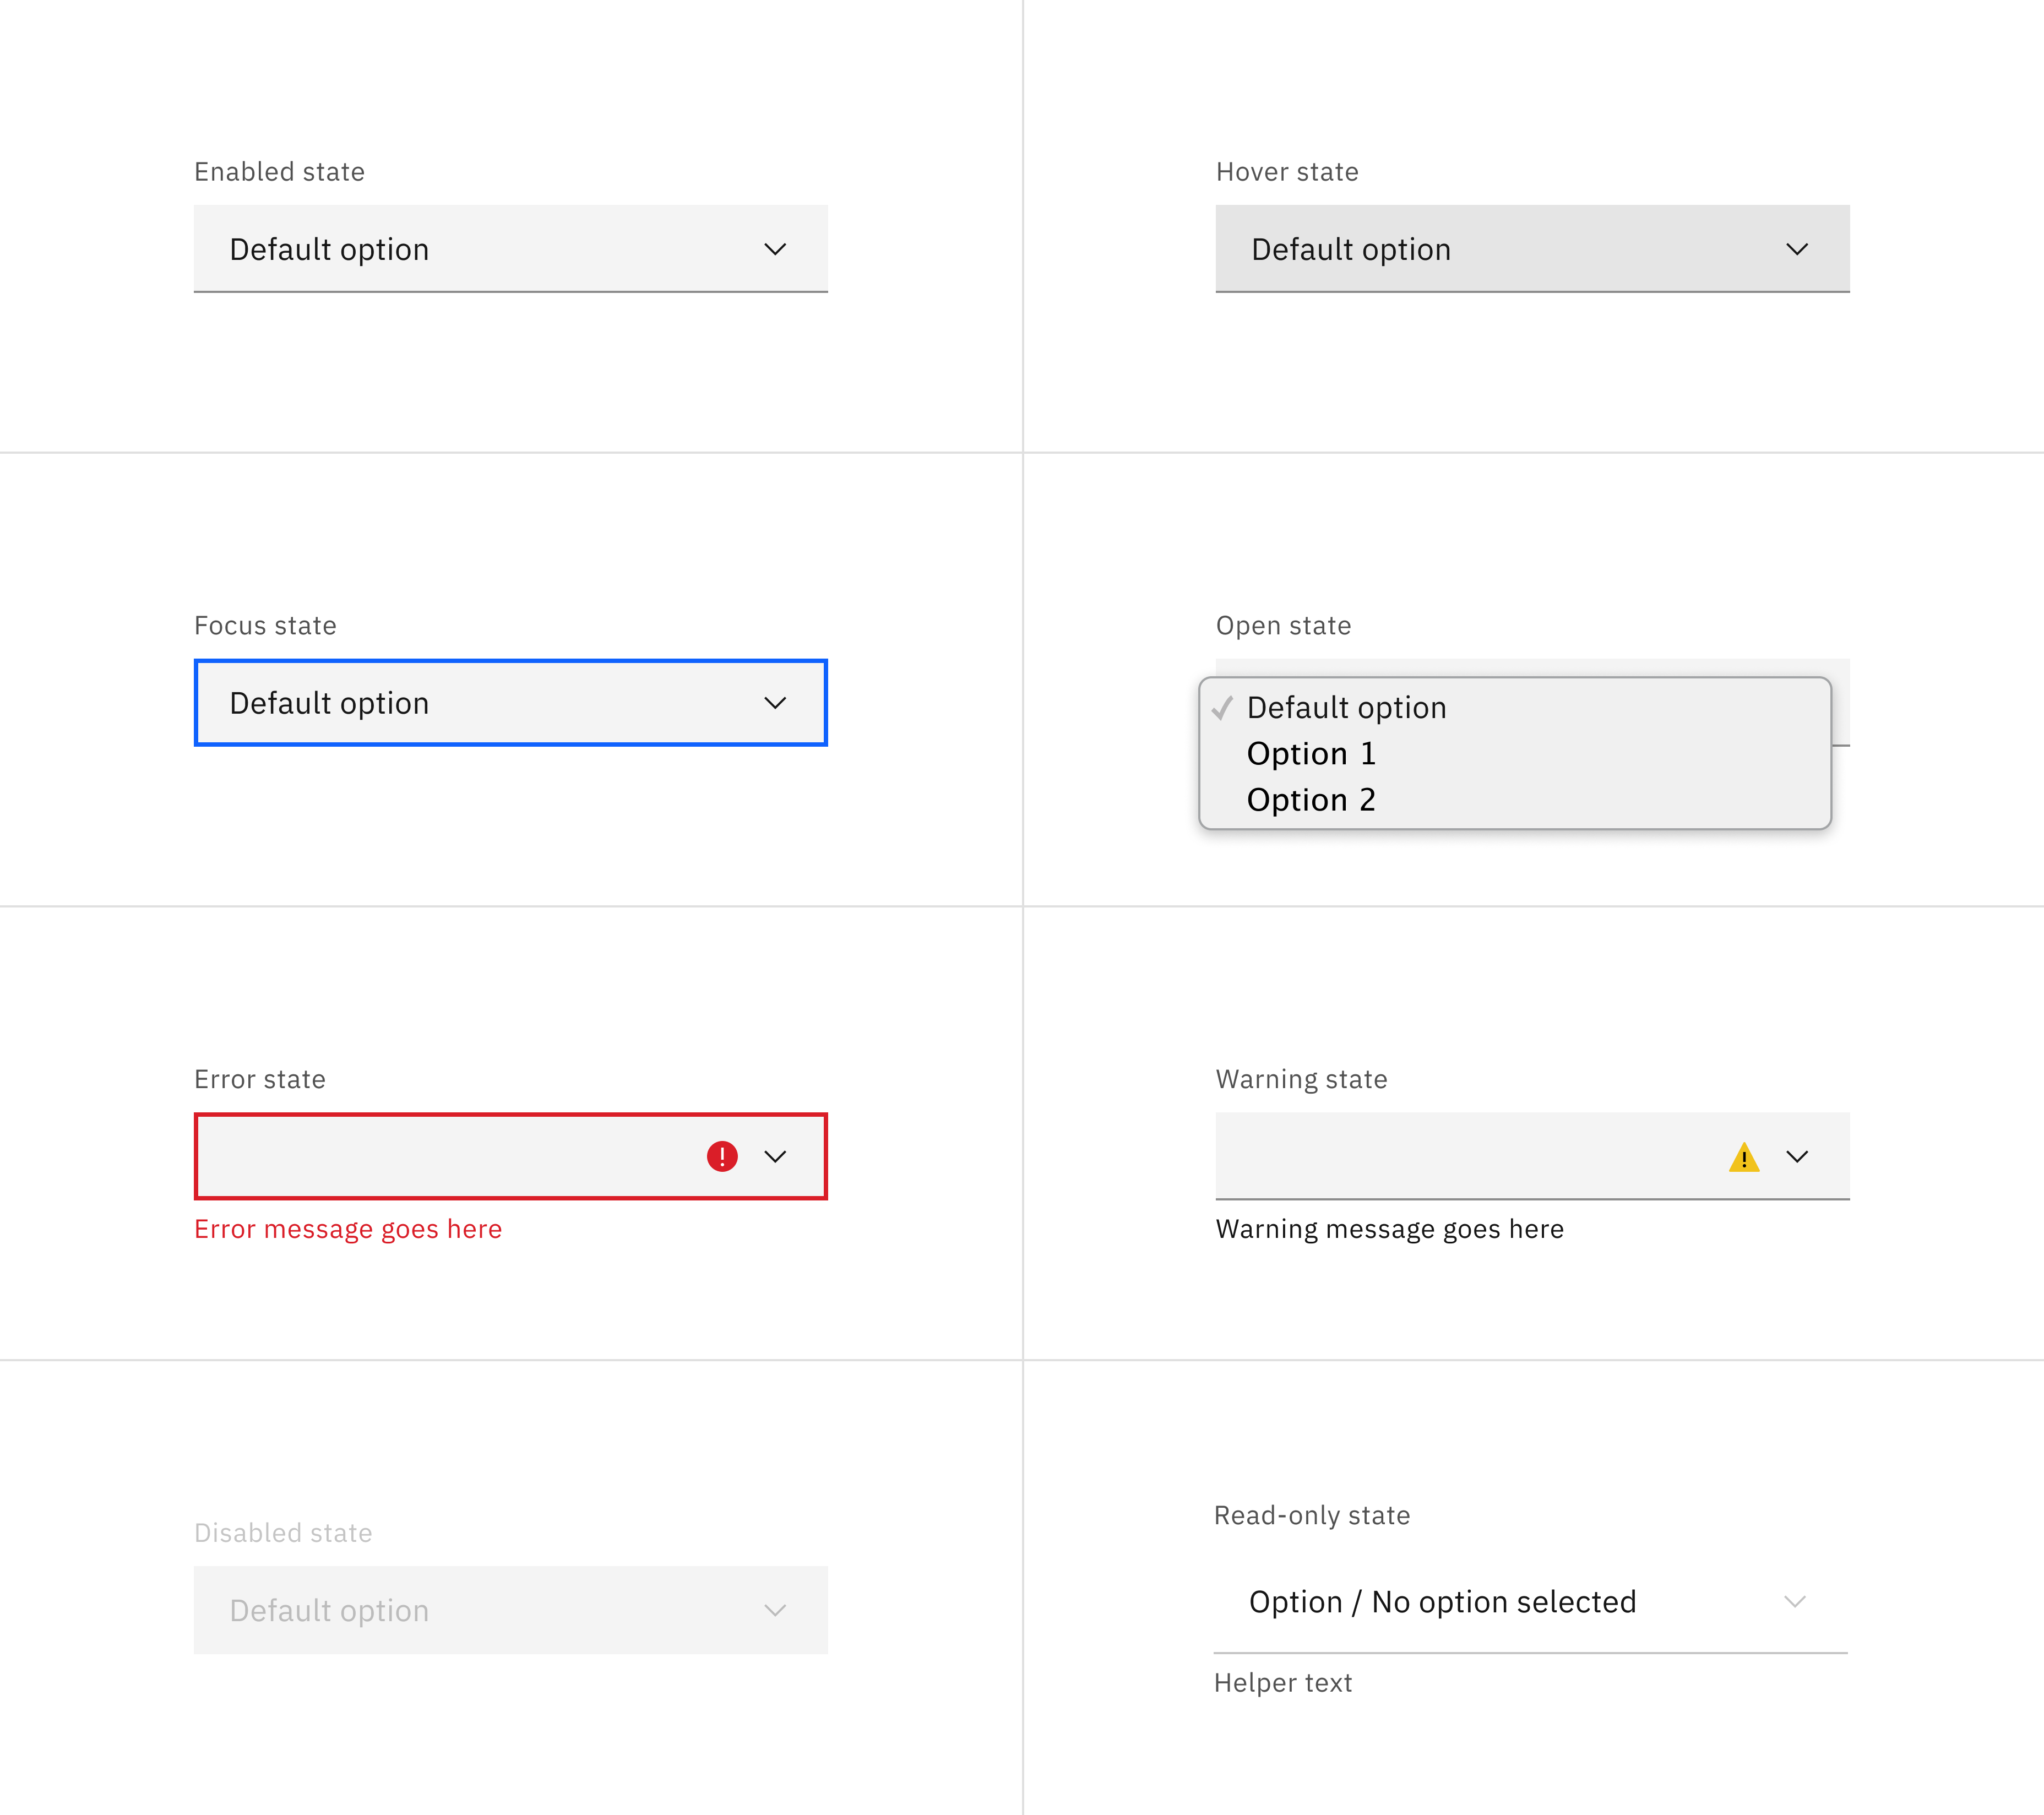 Enabled state
Default option
Hover state
Default option
Focus state
Default option
Open state
Default option
Option 1
Option 2
Error state
Error message goes here
Warning state
Warning message goes here
Disabled state
Default option
Read-only state
Option / No option selected
Helper text